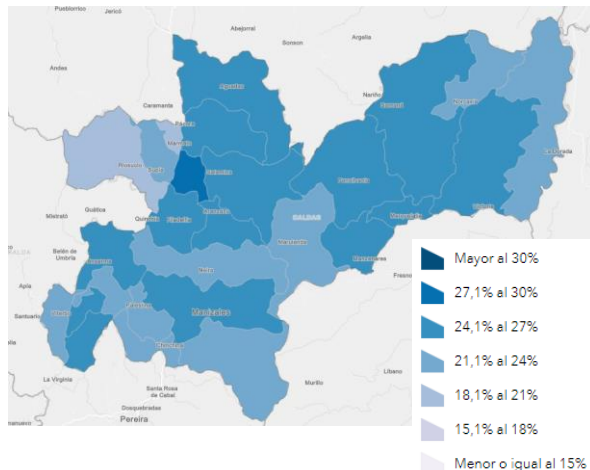 Pueblorrico
Jericó
Abejorral
Argelia
Sonson
Andes
Nariño
Caramanta
Aguadas
Samaná
Norcasia
Pácora
Marmato
Riosucio
Supía
Salamina
La Dorada
Pensilvania
Victoria
Mistrató
Guática
Quinchía
Filadelfia
Aranzazu
CALDAS
Marulanda
Marquetalia
Manzanares
Fresno
Belén de
Umbría
Anserma
Neira
Apía
Santuario
Viterbo
Palestina
Manizales
Chinchiná
La Virginia
Santa Rosa
de Cabal
Dosquebradas
Pereira
Murillo
Líbano
Mayor al 30%
27,1% al 30%
24,1% al 27%
21,1% al 24%
18,1% al 21%
15,1% al 18%
Menor o igual al 15%